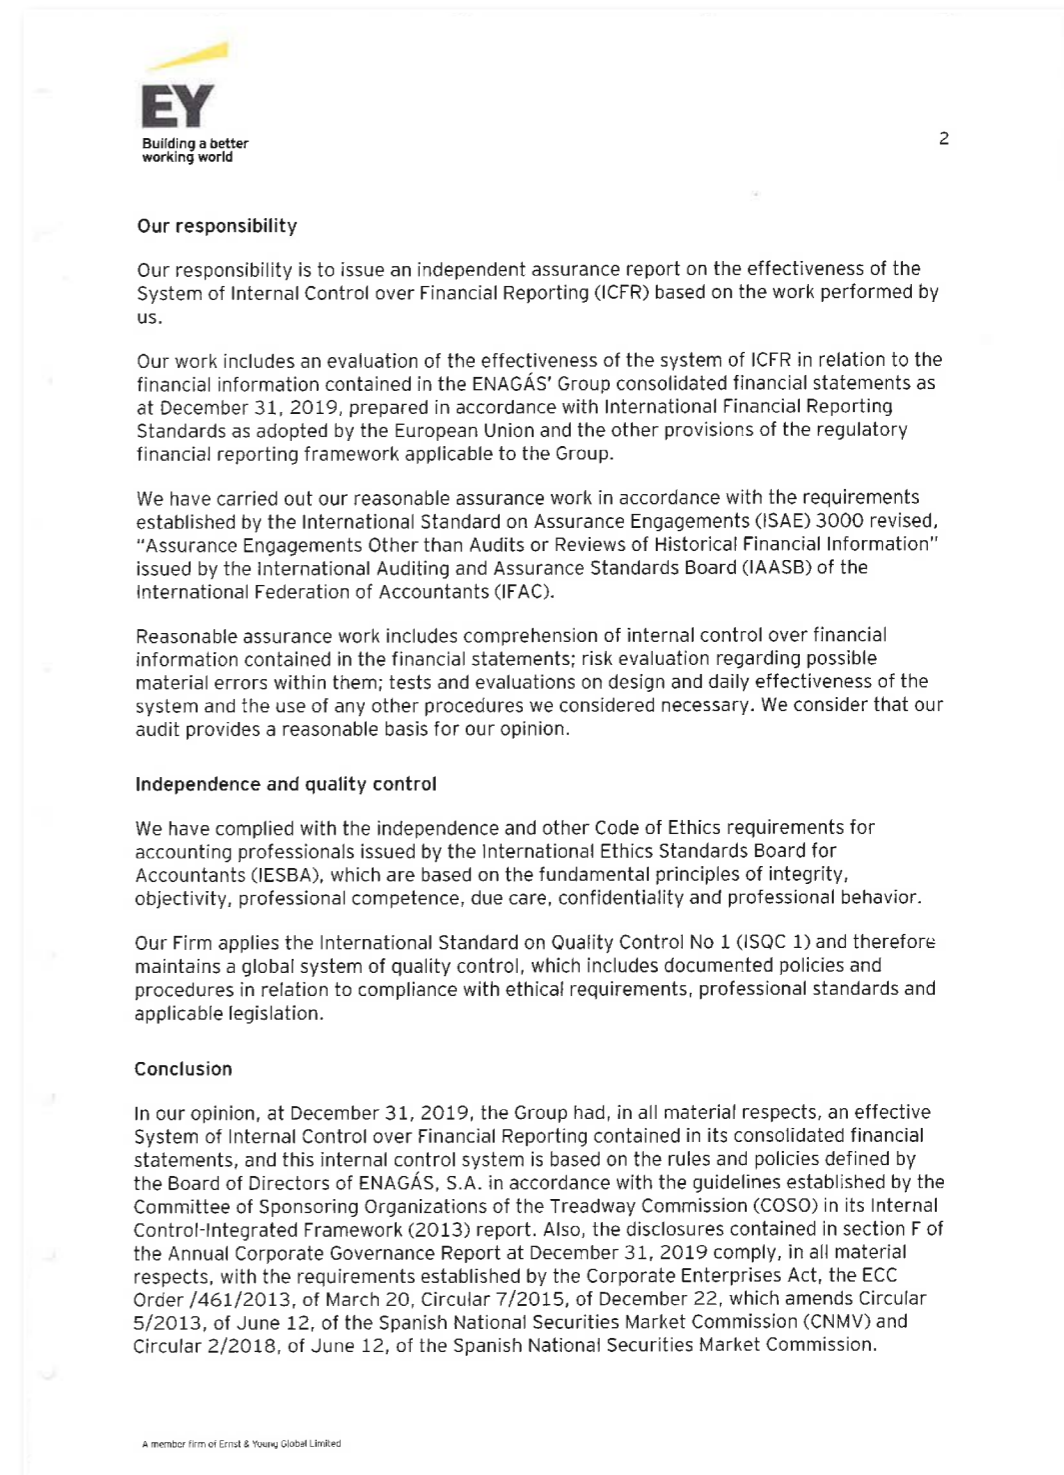 EY
Building a better
working world
2
Our responsibility
Our responsibility is to issue an independent assurance report on the effectiveness of the
System of Internal Control over Financial Reporting (ICFR) based on the work performed by
us.
Our work includes an evaluation of the effectiveness of the system of ICFR in relation to the
financial information contained in the ENAGÁS' Group consolidated financial statements as
at December 31, 2019, prepared in accordance with International Financial Reporting
Standards as adopted by the European Union and the other provisions of the regulatory
financial reporting framework applicable to the Group.
We have carried out our reasonable assurance work in accordance with the requirements
established by the International Standard on Assurance Engagements (ISAE) 3000 revised,
"Assurance Engagements Other than Audits or Reviews of Historical Financial Information"
issued by the International Auditing and Assurance Standards Board (IAASB) of the
International Federation of Accountants (IFAC).
Reasonable assurance work includes comprehension of internal control over financial
information contained in the financial statements; risk evaluation regarding possible
material errors within them; tests and evaluations on design and daily effectiveness of the
system and the use of any other procedures we considered necessary. We consider that our
audit provides a reasonable basis for our opinion.
Independence and quality control
We have complied with the independence and other Code of Ethics requirements for
accounting professionals issued by the International Ethics Standards Board for
Accountants (IESBA), which are based on the fundamental principles of integrity,
objectivity, professional competence, due care, confidentiality and professional behavior.
Our Firm applies the International Standard on Quality Control No 1 (ISQC 1) and therefore
maintains a global system of quality control, which includes documented policies and
procedures in relation to compliance with ethical requirements, professional standards and
applicable legislation.
Conclusion
In our opinion, at December 31, 2019, the Group had, in all material respects, an effective
System of Internal Control over Financial Reporting contained in its consolidated financial
statements, and this internal control system is based on the rules and policies defined by
the Board of Directors of ENAGÁS, S.A. in accordance with the guidelines established by the
Committee of Sponsoring Organizations of the Treadway Commission (COSO) in its Internal
Control-Integrated Framework (2013) report. Also, the disclosures contained in section F of
the Annual Corporate Governance Report at December 31, 2019 comply, in all material
respects, with the requirements established by the Corporate Enterprises Act, the ECC
Order /461/2013, of March 20, Circular 7/2015, of December 22, which amends Circular
5/2013, of June 12, of the Spanish National Securities Market Commission (CNMV) and
Circular 2/2018, of June 12, of the Spanish National Securities Market Commission.
A member firm of Ernst & Young Global Limited